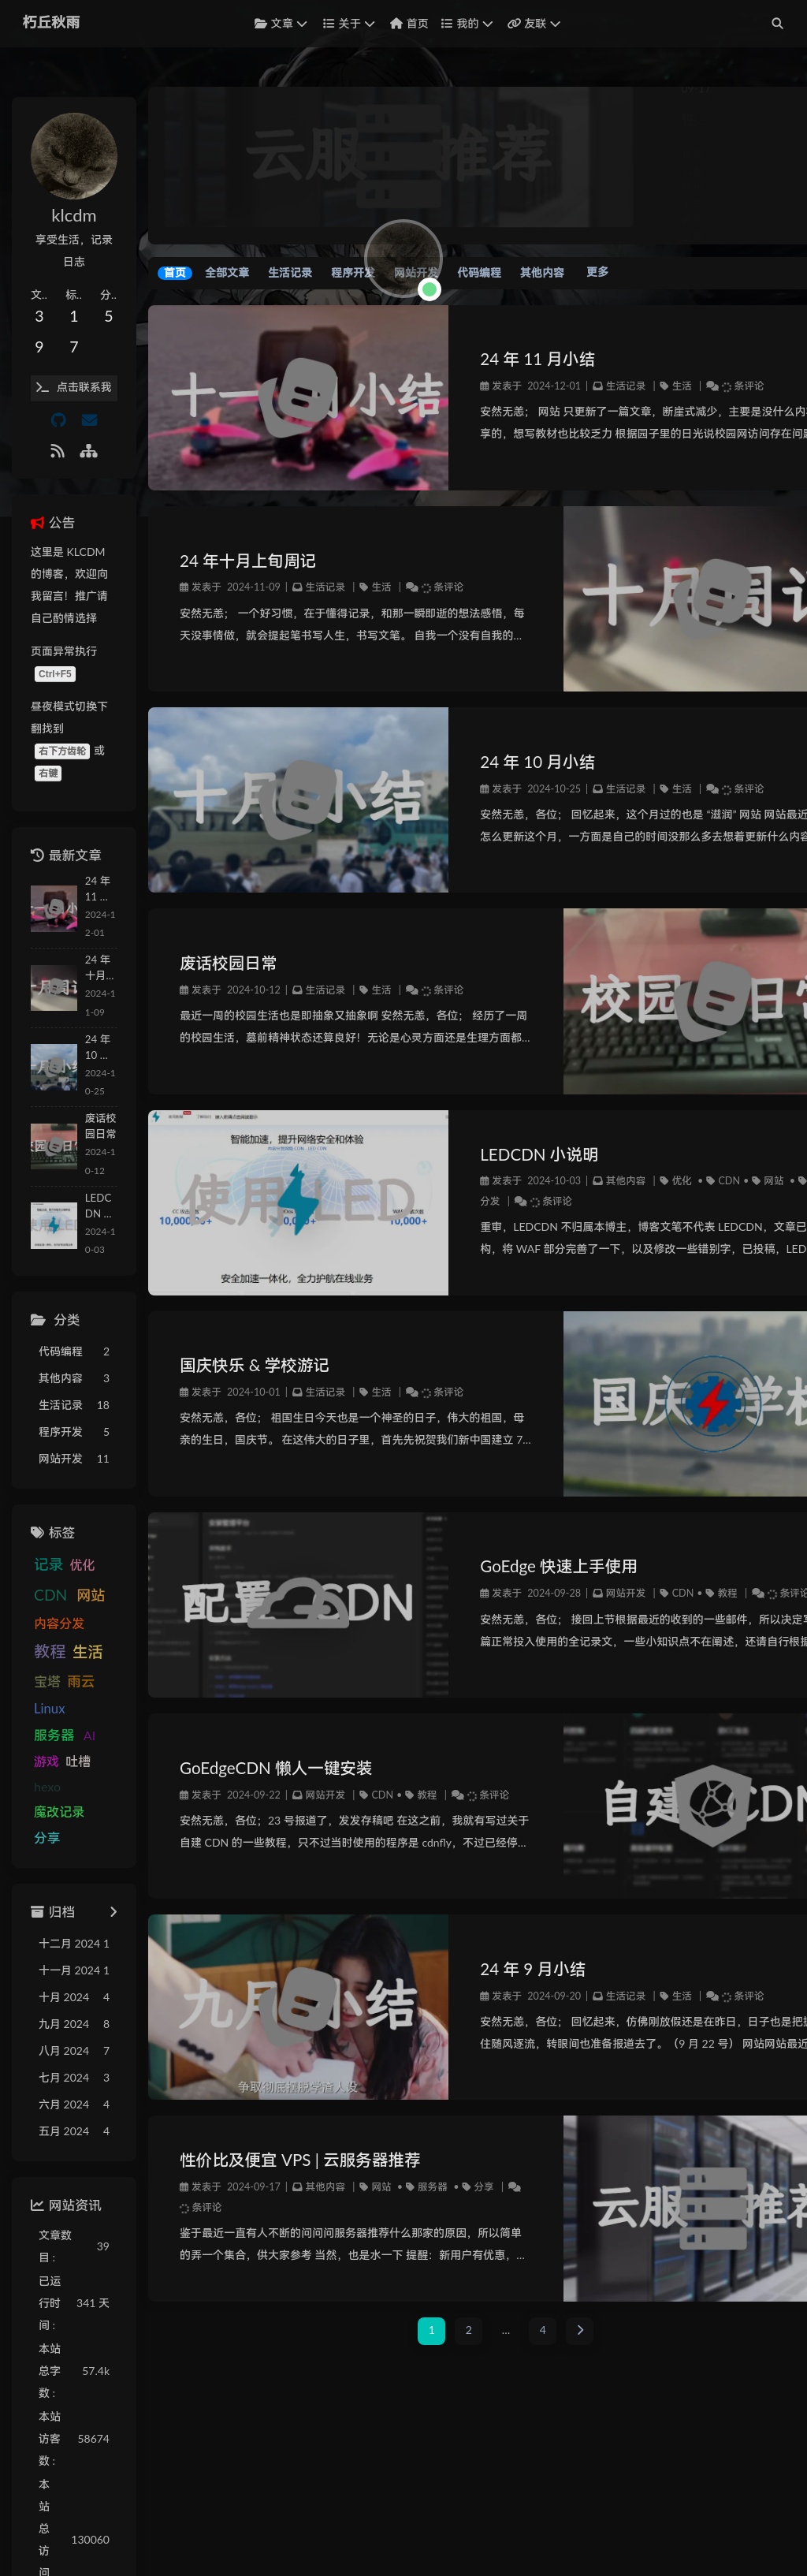 朽丘秋雨
文章
关于
首页
我的
友联
云服 推荐
klcdm
享受生活，记录
日志
文..
标..
分..
3
9
1
7
5
点击联系我
公告
这里是 KLCDM
的博客，欢迎向
我留言！推广请
自己酌情选择
页面异常执行
Ctrl+F5
昼夜模式切换下
翻找到
右下方齿轮 或
右键
最新文章
24 年
11 ...
2024-1
2-01
24 年
十月...
2024-1
1-09
24 年
10 ...
2024-1
0-25
废话校
园日常
2024-1
0-12
LEDC
DN ...
2024-1
0-03
分类
代码编程 2
其他内容 3
生活记录 18
程序开发 5
网站开发 11
标签
记录 优化
CDN 网站
内容分发
教程 生活
宝塔 雨云
Linux
服务器 AI
游戏 吐槽
hexo
魔改记录
分享
归档
十二月 2024 1
十一月 2024 1
十月 2024 4
九月 2024 8
八月 2024 7
七月 2024 3
六月 2024 4
五月 2024 4
网站资讯
文章数
目 :
39
已运
行时
间 :
341 天
本站
总字
数 :
57.4k
本站
访客
数 :
58674
本
站
总
访
问
130060
首页 全部文章 生活记录 程序开发 网站开发 代码编程 其他内容 更多
十一月小结
24 年 11 月小结
发表于 2024-12-01 | 生活记录 | 生活 | 条评论
安然无恙； 网站 只更新了一篇文章，断崖式减少，主要是没什么内
享的，想写教材也比较乏力 根据园子里的日光说校园网访问存在问
24 年十月上旬周记
发表于 2024-11-09 | 生活记录 | 生活 | 条评论
安然无恙； 一个好习惯，在于懂得记录，和那一瞬即逝的想法感悟，每
天没事情做，就会提起笔书写人生，书写文笔。 自我一个没有自我的...
十月周记
十月小结
24 年 10 月小结
发表于 2024-10-25 | 生活记录 | 生活 | 条评论
安然无恙，各位； 回忆起来，这个月过的也是 “滋润” 网站 网站最近
怎么更新这个月，一方面是自己的时间没那么多去想着更新什么内容
废话校园日常
发表于 2024-10-12 | 生活记录 | 生活 | 条评论
最近一周的校园生活也是即抽象又抽象啊 安然无恙，各位； 经历了一周
的校园生活，墓前精神状态还算良好！无论是心灵方面还是生理方面都...
校园 日常
智能加速，提升网络安全和体验
使用 LED
安全加速一体化，全力护航在线业务
LEDCDN 小说明
发表于 2024-10-03 | 其他内容 | 优化 • CDN • 网站 •
分发 | 条评论
重审，LEDCDN 不归属本博主，博客文笔不代表 LEDCDN，文章已
构，将 WAF 部分完善了一下，以及修改一些错别字，已投稿，LED
国庆快乐 & 学校游记
发表于 2024-10-01 | 生活记录 | 生活 | 条评论
安然无恙，各位； 祖国生日今天也是一个神圣的日子，伟大的祖国，母
亲的生日，国庆节。 在这伟大的日子里，首先先祝贺我们新中国建立 7...
国庆 学校
配置 CDN
GoEdge 快速上手使用
发表于 2024-09-28 | 网站开发 | CDN • 教程 | 条评论
安然无恙，各位； 接回上节根据最近的收到的一些邮件，所以决定
篇正常投入使用的全记录文，一些小知识点不在阐述，还请自行根
GoEdgeCDN 懒人一键安装
发表于 2024-09-22 | 网站开发 | CDN • 教程 | 条评论
安然无恙，各位；23 号报道了，发发存稿吧 在这之前，我就有写过关于
自建 CDN 的一些教程，只不过当时使用的程序是 cdnfly，不过已经停...
自建 CDN
九月小结
争取彻底摆脱学渣人设
24 年 9 月小结
发表于 2024-09-20 | 生活记录 | 生活 | 条评论
安然无恙，各位； 回忆起来，仿佛刚放假还是在昨日，日子也是把
住随风逐流，转眼间也准备报道去了。（9 月 22 号） 网站网站最近
性价比及便宜 VPS | 云服务器推荐
发表于 2024-09-17 | 其他内容 | 网站 • 服务器 • 分享 |
条评论
鉴于最近一直有人不断的问问问服务器推荐什么那家的原因，所以简单
的弄一个集合，供大家参考 当然，也是水一下 提醒：新用户有优惠，...
云服 推荐
1 2 ... 4